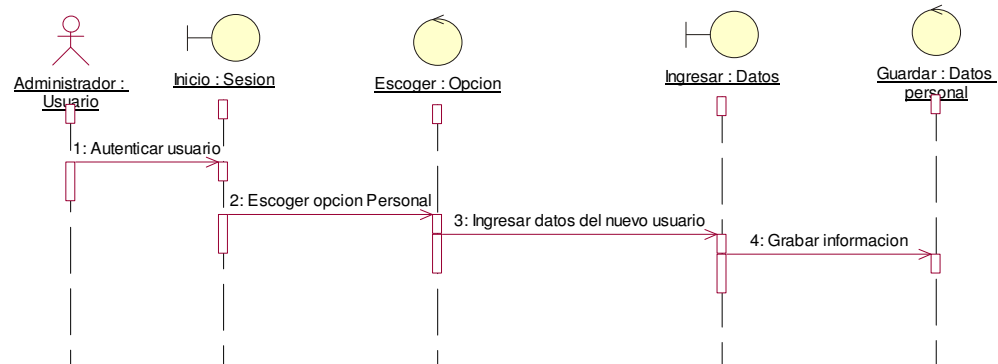 Administrador :
Usuario
Inicio : Sesion
Escoger : Opcion
Ingresar : Datos
Guardar : Datos
personal
1: Autenticar usuario
2: Escoger opcion Personal
3: Ingresar datos del nuevo usuario
4: Grabar informacion